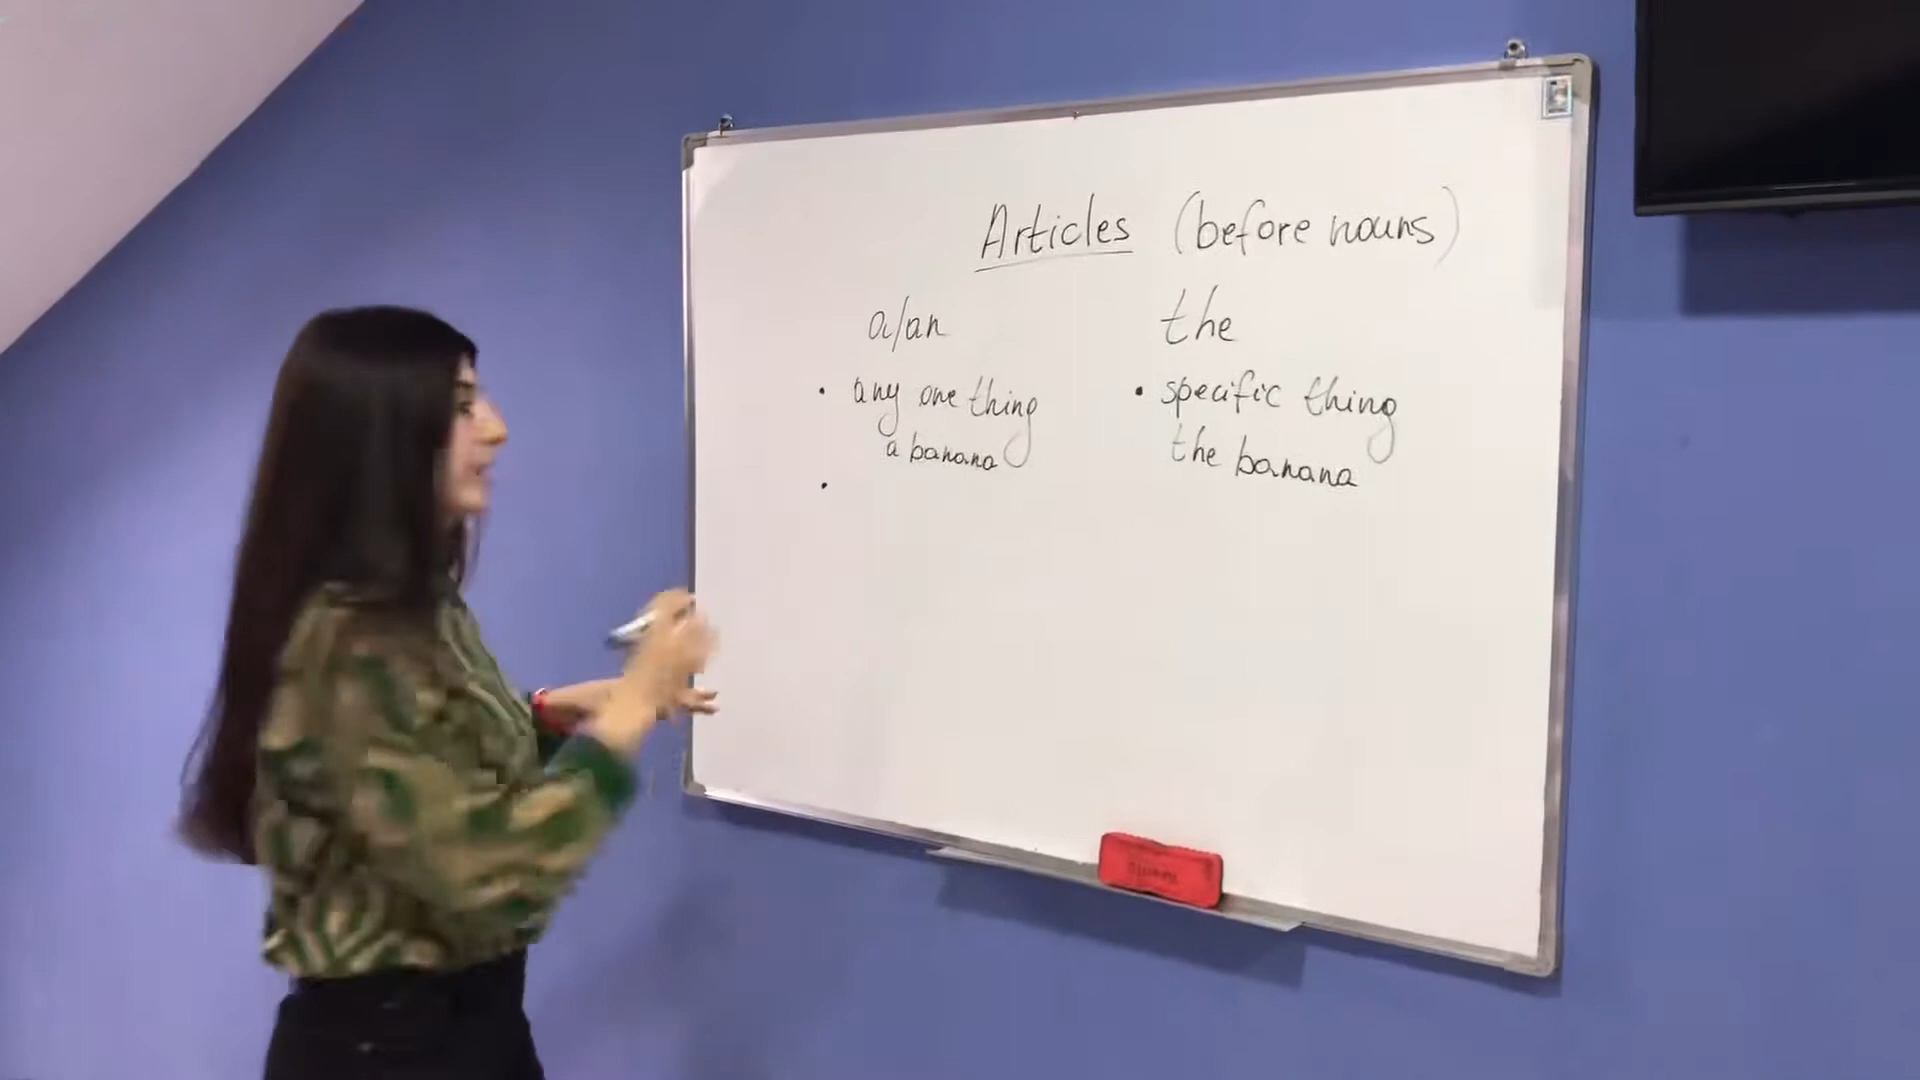 Articles (before nouns)
a/an
• any one thing
a banana
•
the
• specific thing
the banana